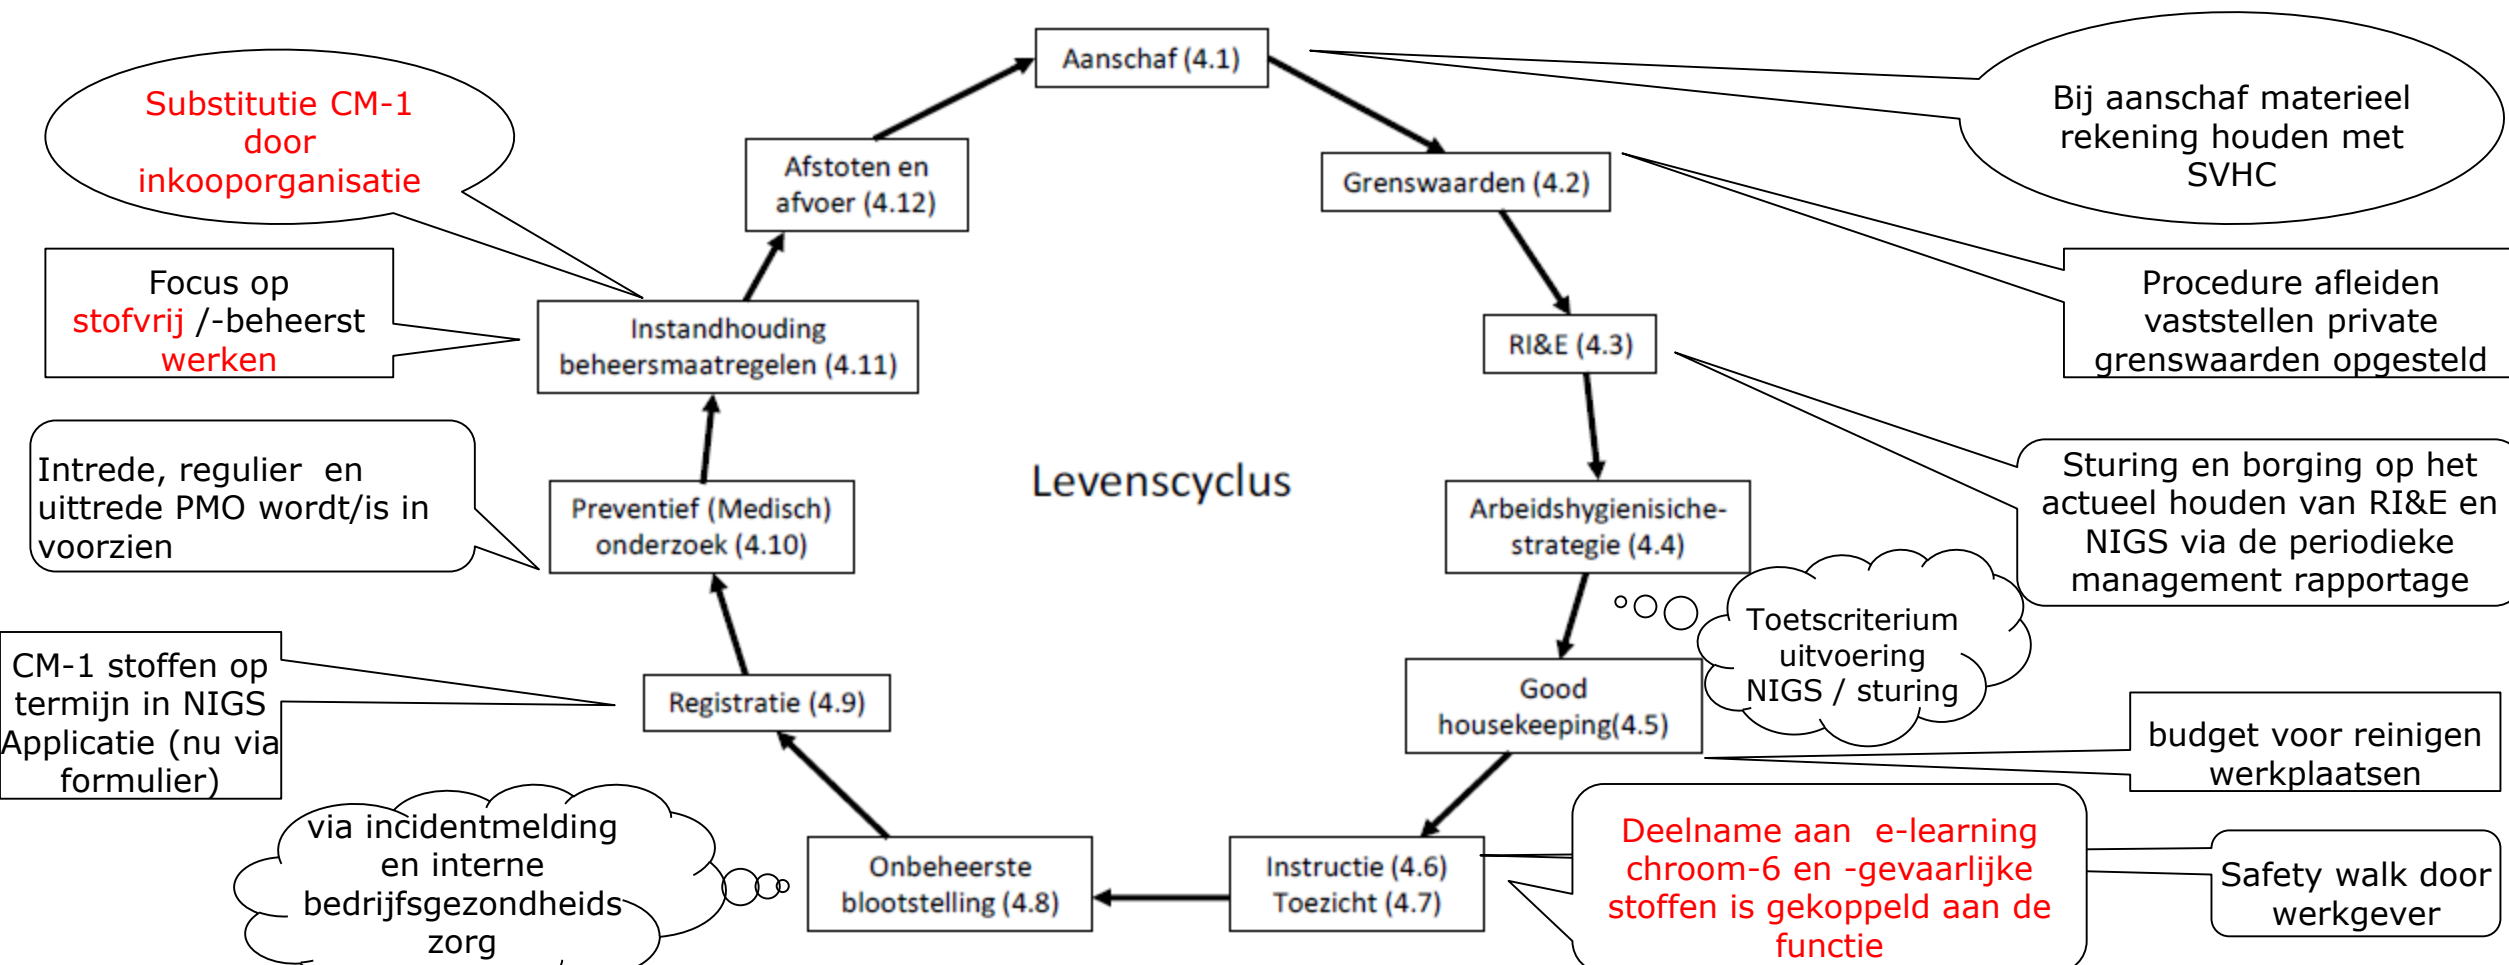 Aanschaf (4.1)
Substitutie CM-1
door
inkooporganisatie
Bij aanschaf materieel
rekening houden met
SVHC
Afstoten en
afvoer (4.12)
Grenswaarden (4.2)
Focus op
stofvrij /-beheerst
werken
Procedure afleiden
vaststellen private
grenswaarden opgesteld
Instandhouding
beheersmaatregelen (4.11)
RI&E (4.3)
Intrede, regulier  en
uittrede PMO wordt/is in
voorzien
Levenscyclus
Sturing en borging op het
actueel houden van RI&E en
NIGS via de periodieke
management rapportage
Preventief (Medisch)
onderzoek (4.10)
Arbeidshygienisiche-
strategie (4.4)
Toetscriterium
uitvoering
NIGS / sturing
CM-1 stoffen op
termijn in NIGS
Applicatie (nu via
formulier)
Registratie (4.9)
Good
housekeeping(4.5)
budget voor reinigen
werkplaatsen
via incidentmelding
en interne
bedrijfsgezondheids
zorg
Onbeheerste
blootstelling (4.8)
Instructie (4.6)
Toezicht (4.7)
Deelname aan  e-learning
chroom-6 en -gevaarlijke
stoffen is gekoppeld aan de
functie
Safety walk door
werkgever